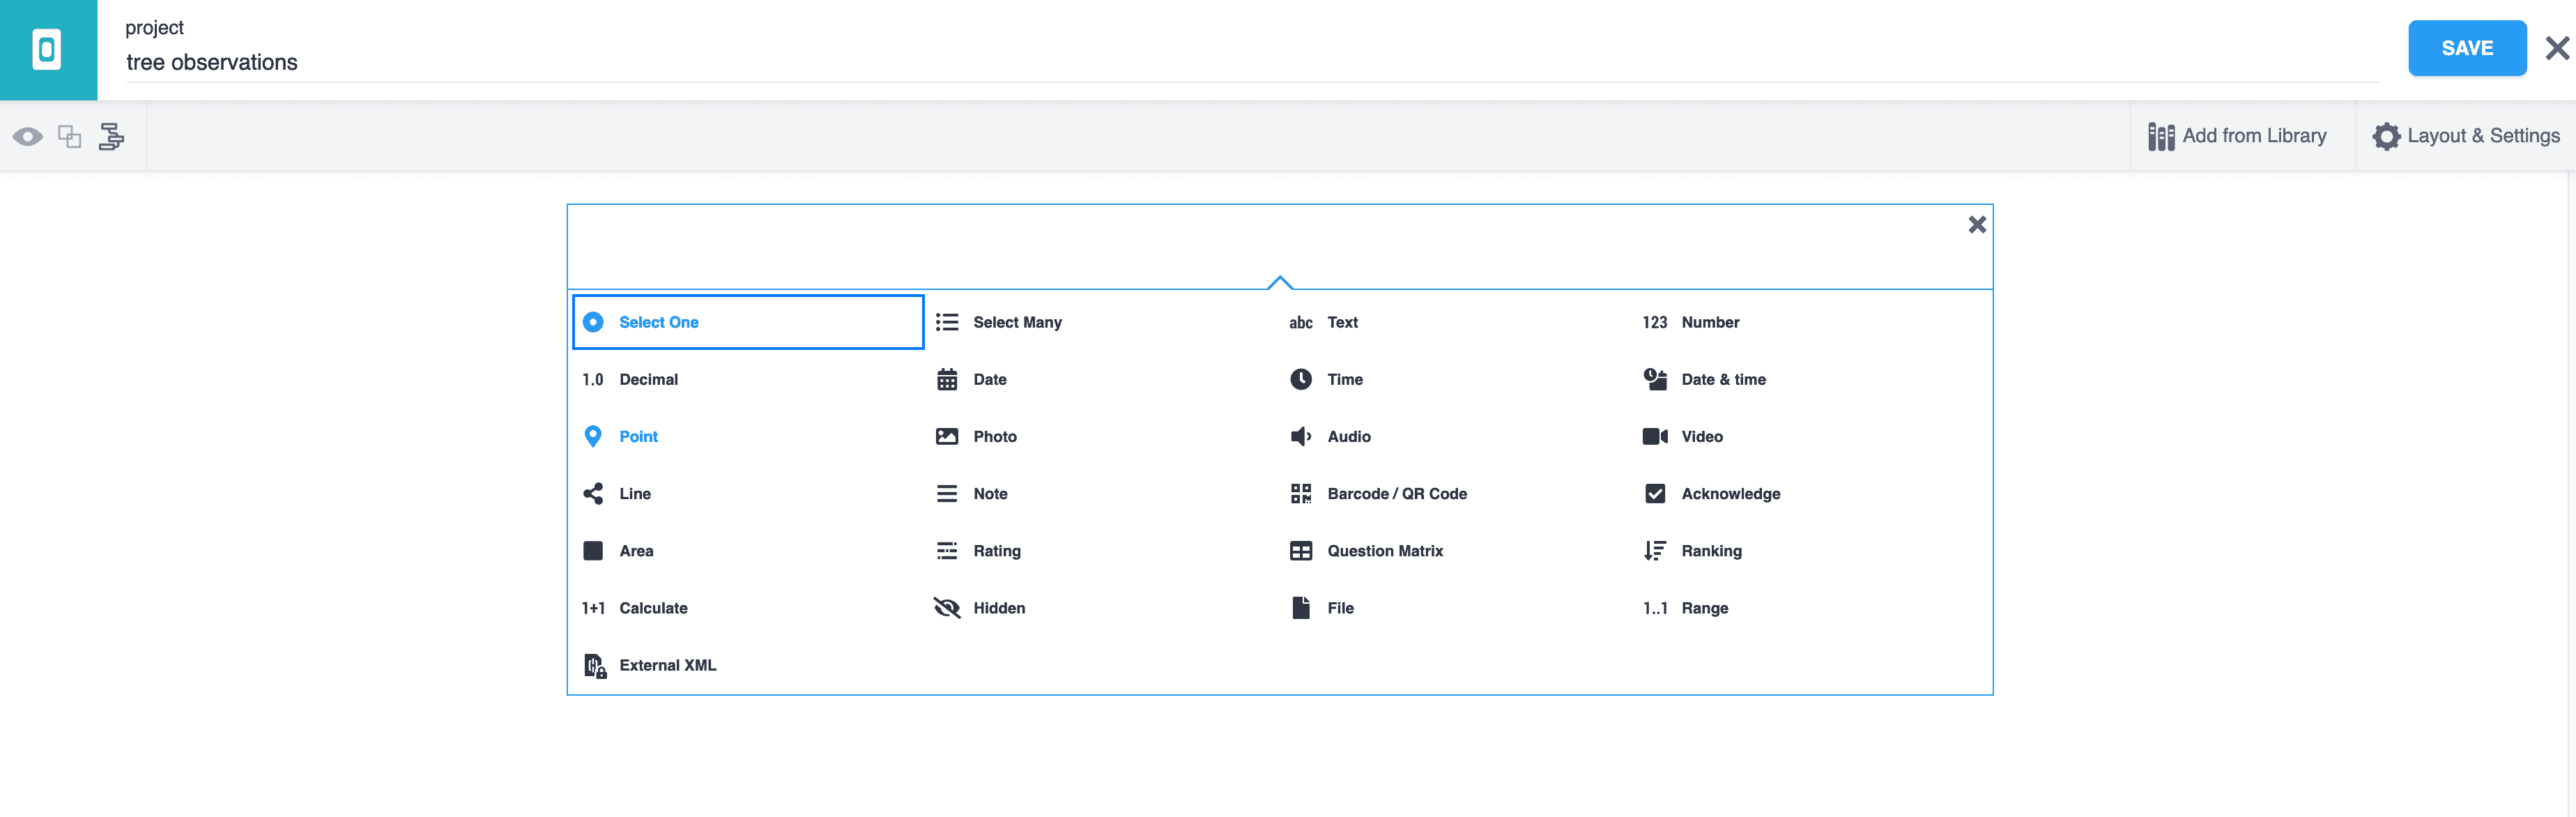 project
tree observations
SAVE
Add from Library
Layout & Settings
Select One
Select Many
abc Text
123 Number
1.0 Decimal
Date
Time
Date & time
Point
Photo
Audio
Video
Line
Note
Barcode / QR Code
Acknowledge
Area
Rating
Question Matrix
Ranking
1+1 Calculate
Hidden
File
1..1 Range
External XML